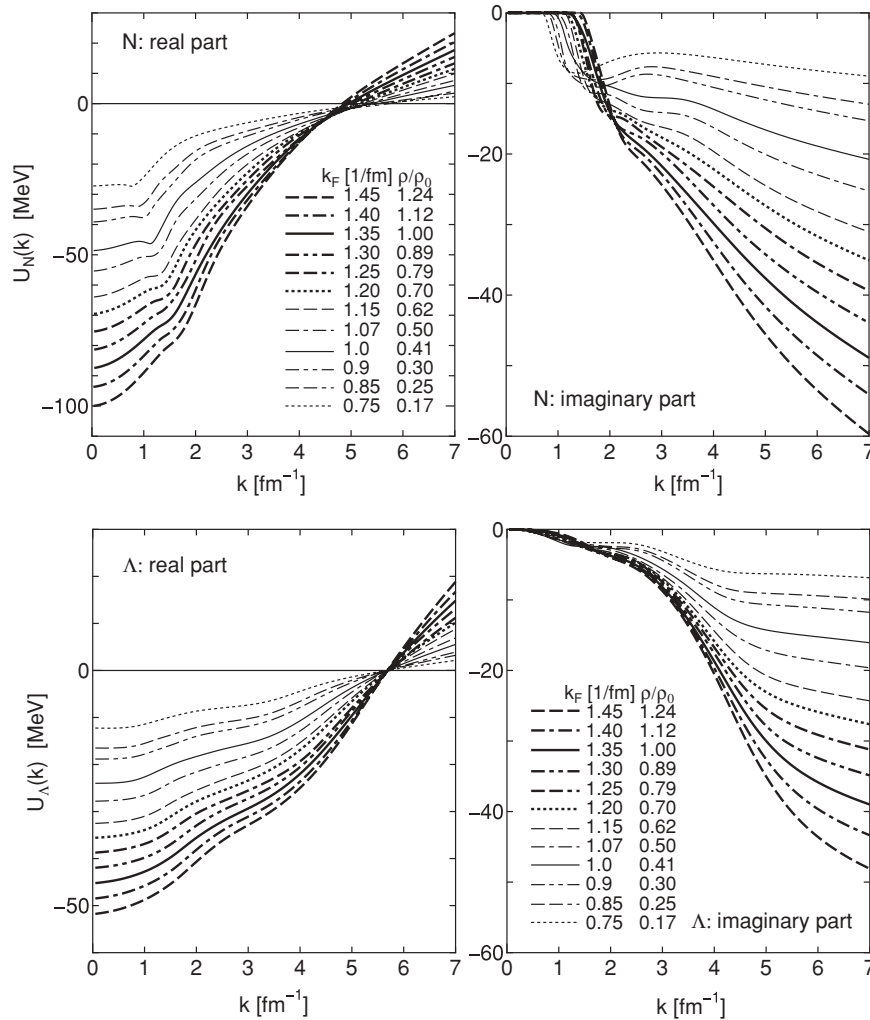 N: real part
0
−50
−100
U_N(k) [MeV]
k_F [1/fm] ρ/ρ_0
1.45 1.24
1.40 1.12
1.35 1.00
1.30 0.89
1.25 0.79
1.20 0.70
1.15 0.62
1.07 0.50
1.0 0.41
0.9 0.30
0.85 0.25
0.75 0.17
0 1 2 3 4 5 6 7
k [fm⁻¹]
0
−20
−40
−60
N: imaginary part
0 1 2 3 4 5 6 7
k [fm⁻¹]
Λ: real part
0
−50
U_Λ(k) [MeV]
0 1 2 3 4 5 6 7
k [fm⁻¹]
0
−20
−40
−60
k_F [1/fm] ρ/ρ_0
1.45 1.24
1.40 1.12
1.35 1.00
1.30 0.89
1.25 0.79
1.20 0.70
1.15 0.62
1.07 0.50
1.0 0.41
0.9 0.30
0.85 0.25
0.75 0.17
Λ: imaginary part
0 1 2 3 4 5 6 7
k [fm⁻¹]